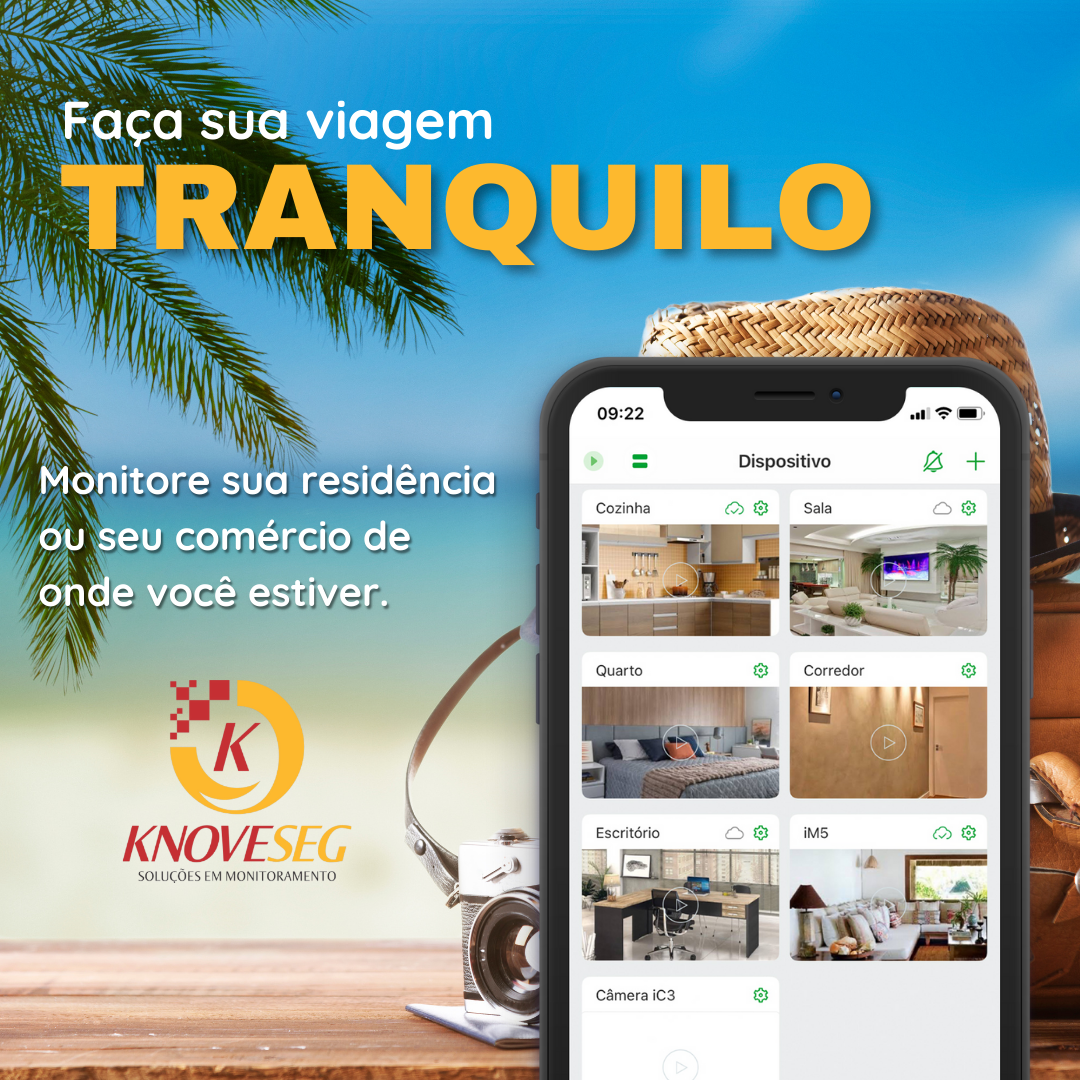 Faça sua viagem
TRANQUILO
Monitore sua residência
ou seu comércio de
onde você estiver.
K
KNOVESEG
SOLUÇÕES EM MONITORAMENTO
09:22
Dispositivo
Cozinha
Sala
Quarto
Corredor
Escritório
iM5
Câmera iC3